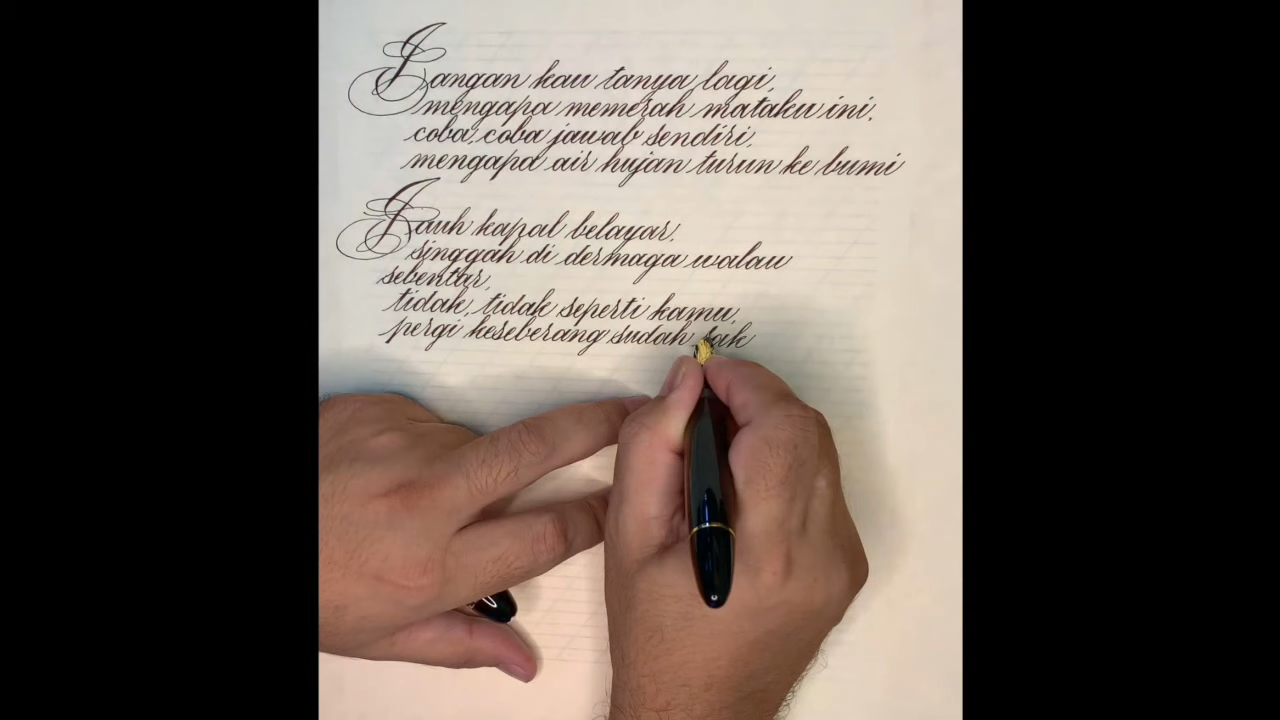 Jangan kau tanya lagi,
mengapa memerah mataku ini.
coba, coba jawab sendiri,
mengapa air hujan turun ke bumi
Jauh kapal belayar,
singgah di dermaga walau
sebentar,
tidak, tidak seperti kamu,
pergi keseberang sudah